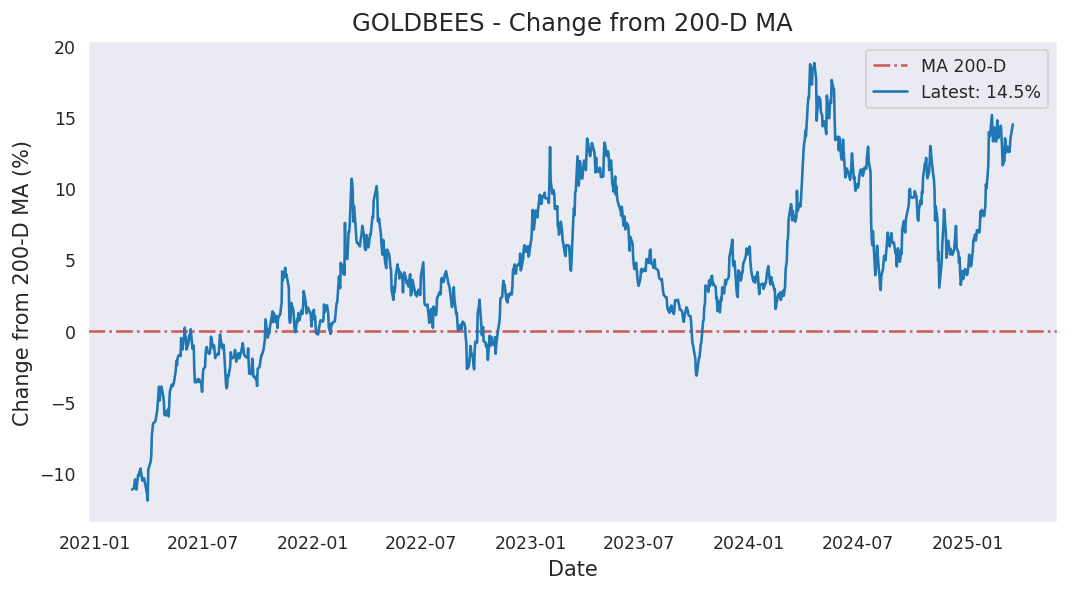 GOLDBEES - Change from 200-D MA
MA 200-D
Latest: 14.5%
Change from 200-D MA (%)
20
15
10
5
0
−5
−10
2021-01 2021-07 2022-01 2022-07 2023-01 2023-07 2024-01 2024-07 2025-01
Date